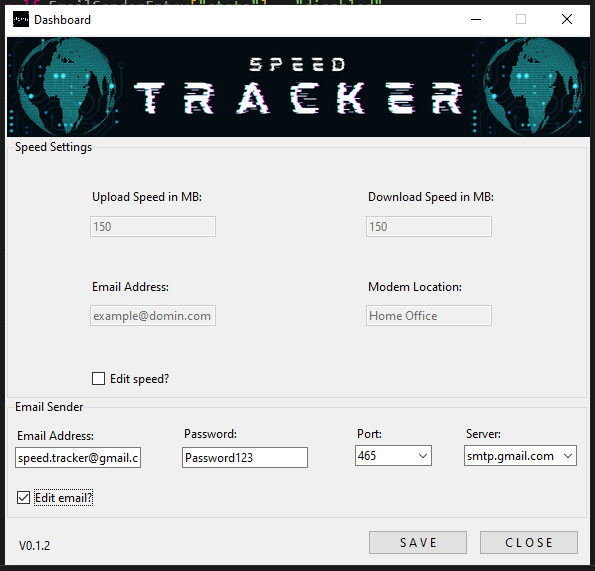 Dashboard
SPEED
TRACKER
Speed Settings
Upload Speed in MB:
Download Speed in MB:
150
150
Email Address:
Modem Location:
example@domin.com
Home Office
Edit speed?
Email Sender
Email Address:
Password:
Port:
Server:
speed.tracker@gmail.c
Password123
465
smtp.gmail.com
Edit email?
V0.1.2
SAVE
CLOSE